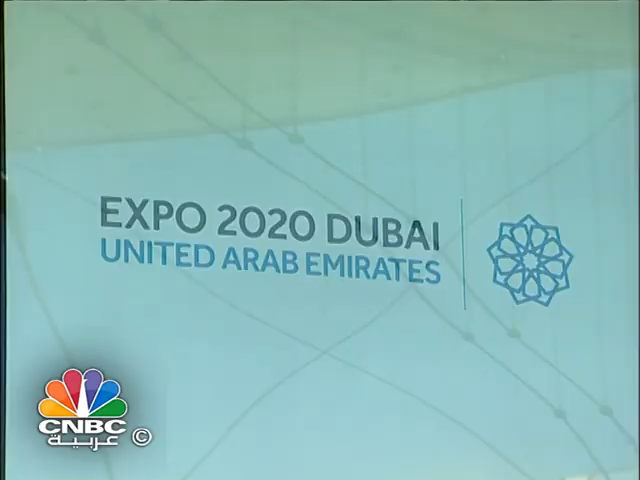 EXPO 2020 DUBAI
UNITED ARAB EMIRATES
CNBC
عربية ©